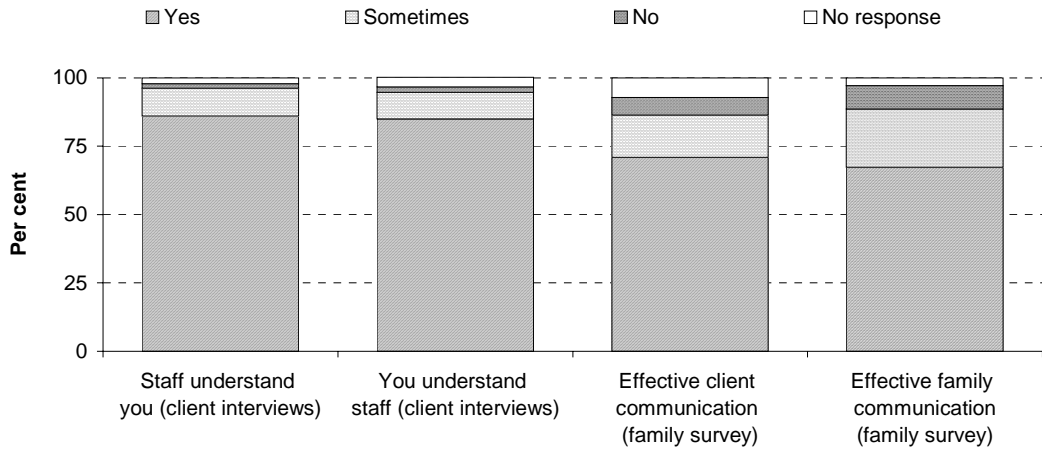 Yes Sometimes No No response
Per cent
100
75
50
25
0
Staff understand
you (client interviews)
You understand
staff (client interviews)
Effective client
communication
(family survey)
Effective family
communication
(family survey)